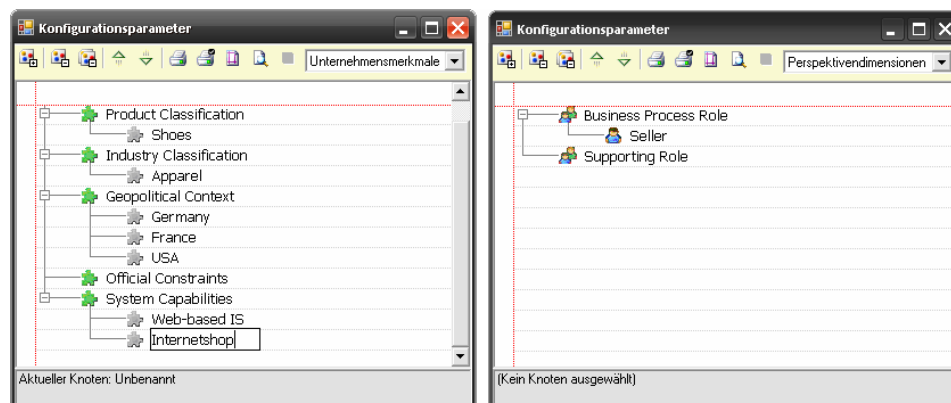 Konfigurationsparameter
Unternehmensmerkmale
Product Classification
Shoes
Industry Classification
Apparel
Geopolitical Context
Germany
France
USA
Official Constraints
System Capabilities
Web-based IS
Internetshop
Aktueller Knoten: Unbenannt
Konfigurationsparameter
Perspektivendimensionen
Business Process Role
Seller
Supporting Role
(Kein Knoten ausgewählt)